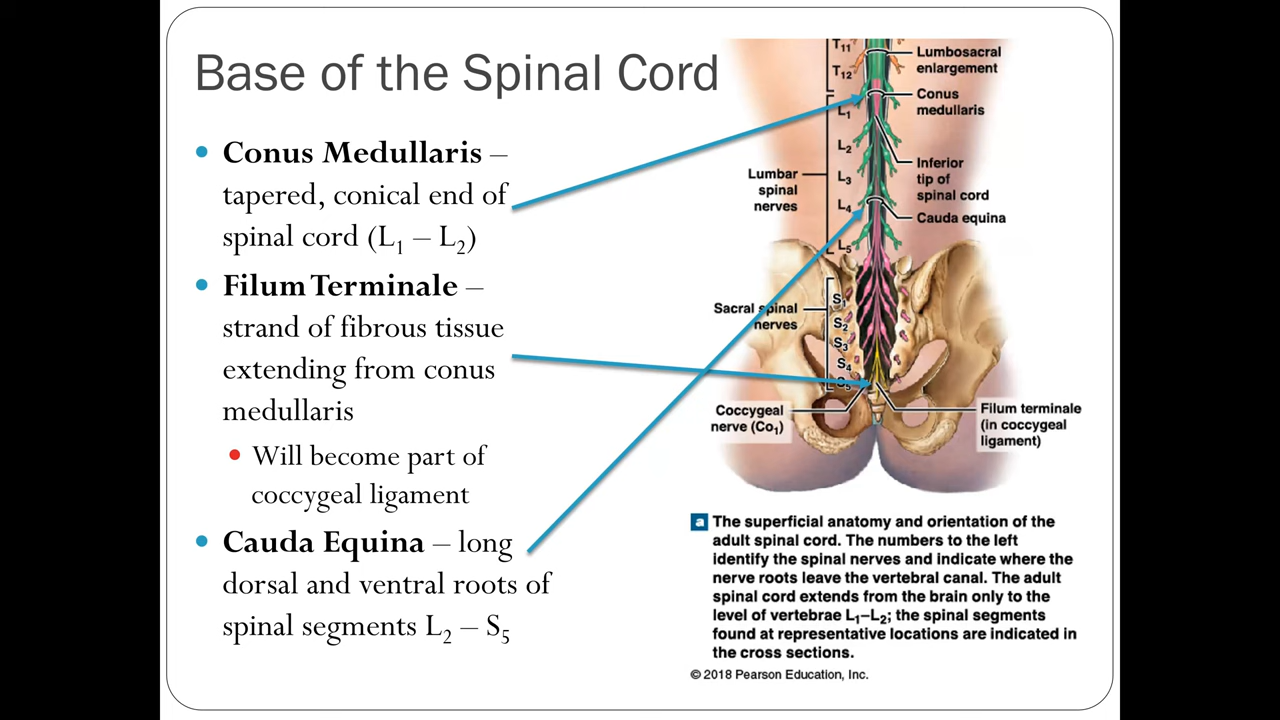 Base of the Spinal Cord
Conus Medullaris –
tapered, conical end of
spinal cord (L₁ – L₂)
Filum Terminale –
strand of fibrous tissue
extending from conus
medullaris
Will become part of
coccygeal ligament
Cauda Equina – long
dorsal and ventral roots of
spinal segments L₂ – S₅
T₁₁
T₁₂
L₁
L₂
L₃
L₄
L₅
S₁
S₂
S₃
S₄
S₅
Lumbosacral
enlargement
Conus
medullaris
Inferior
tip of
spinal cord
Cauda equina
Lumbar
spinal
nerves
Sacral spinal
nerves
Coccygeal
nerve (Co₁)
Filum terminale
(in coccygeal
ligament)
a The superficial anatomy and orientation of the
adult spinal cord. The numbers to the left
identify the spinal nerves and indicate where the
nerve roots leave the vertebral canal. The adult
spinal cord extends from the brain only to the
level of vertebrae L₁–L₂; the spinal segments
found at representative locations are indicated in
the cross sections.
© 2018 Pearson Education, Inc.